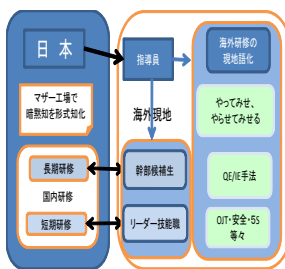 日本
マザー工場で
暗黙知を形式知化
長期研修
国内研修
短期研修
指導員
海外現地
幹部候補生
リーダー技能職
海外研修の
現地語化
やってみせ、
やらせてみせる
QE/IE手法
OJT・安全・5S
等々